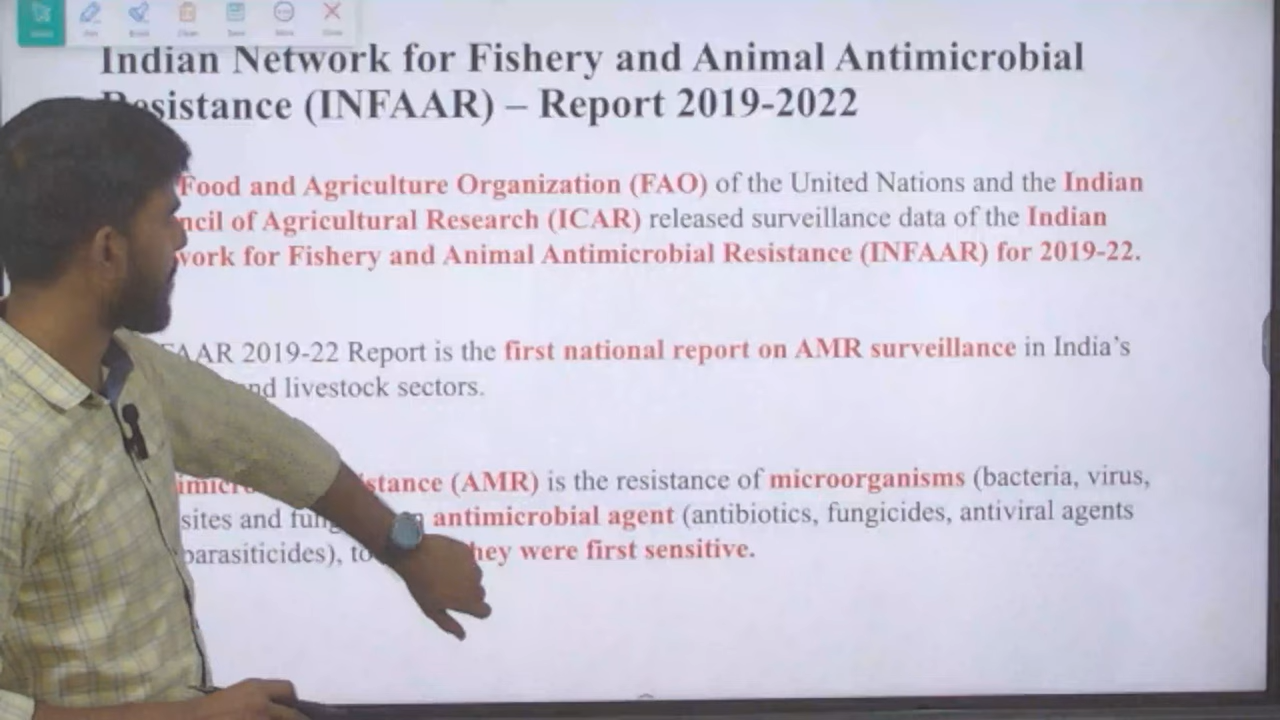 Indian Network for Fishery and Animal Antimicrobial
Resistance (INFAAR) – Report 2019-2022
Food and Agriculture Organization (FAO) of the United Nations and the Indian
ncil of Agricultural Research (ICAR) released surveillance data of the Indian
work for Fishery and Animal Antimicrobial Resistance (INFAAR) for 2019-22.
AAR 2019-22 Report is the first national report on AMR surveillance in India's
nd livestock sectors.
stance (AMR) is the resistance of microorganisms (bacteria, virus,
sites and antimicrobial agent (antibiotics, fungicides, antiviral agents
parasiticides), to hey were first sensitive.